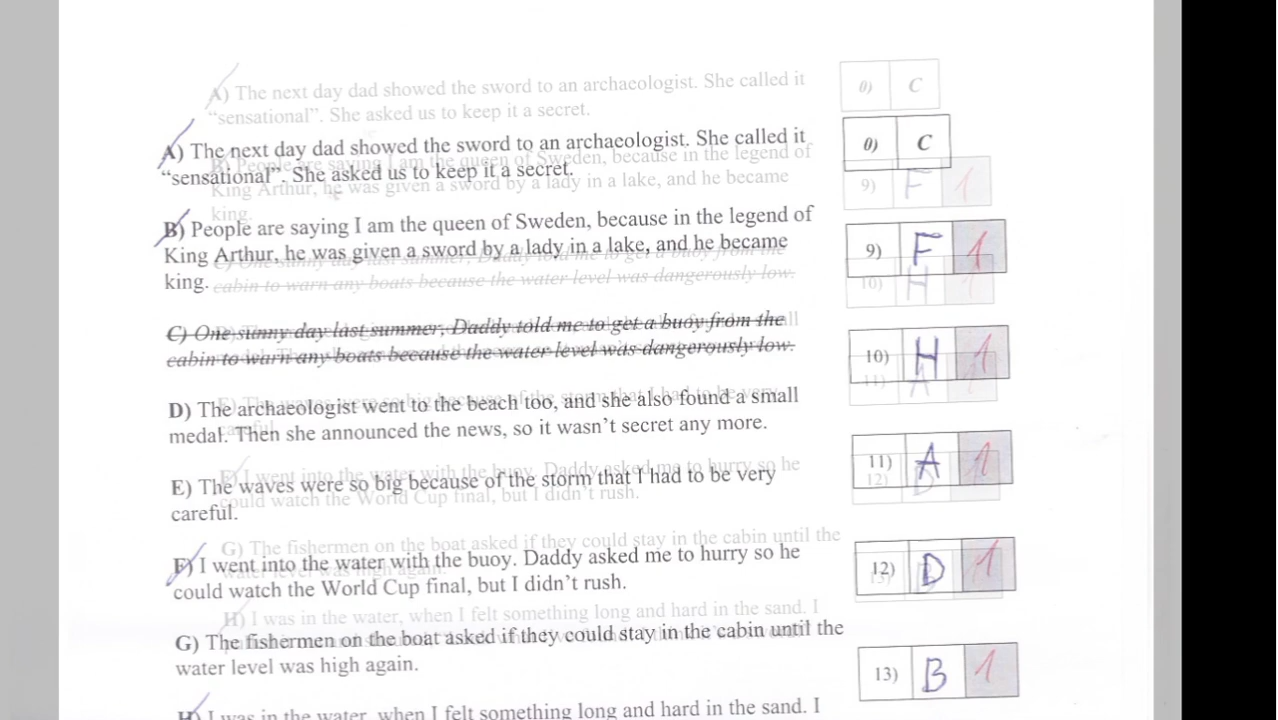 A) The next day dad showed the sword to an archaeologist. She called it
“sensational”. She asked us to keep it a secret.
B) People are saying I am the queen of Sweden, because in the legend of
King Arthur, he was given a sword by a lady in a lake, and he became
king.
C) One sunny day last summer, Daddy told me to get a buoy from the
cabin to warn any boats because the water level was dangerously low.
D) The archaeologist went to the beach too, and she also found a small
medal. Then she announced the news, so it wasn’t secret any more.
E) The waves were so big because of the storm that I had to be very
careful.
F) I went into the water with the buoy. Daddy asked me to hurry so he
could watch the World Cup final, but I didn’t rush.
G) The fishermen on the boat asked if they could stay in the cabin until the
water level was high again.
H) I was in the water, when I felt something long and hard in the sand. I
0) C
9) F 1
10) H 1
11) A 1
12) D 1
13) B 1